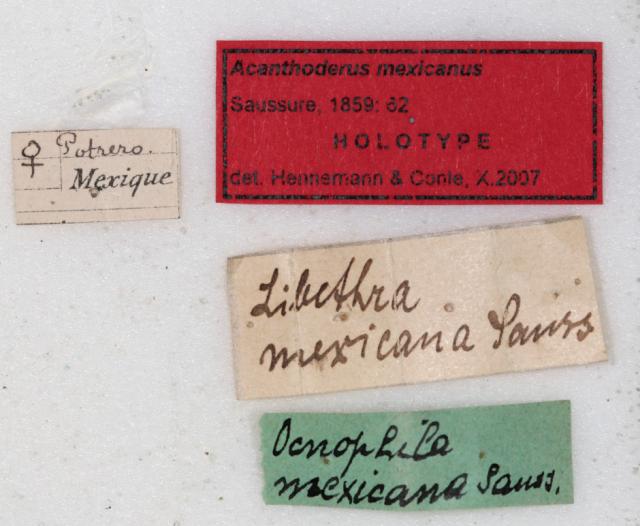 Acanthoderus mexicanus
Saussure, 1859: 62
HOLOTYPE
det. Hennemann & Conle, X.2007
♀ Potrero.
Mexique
Libethra
mexicana Sauss
Ocnophila
mexicana Sauss.